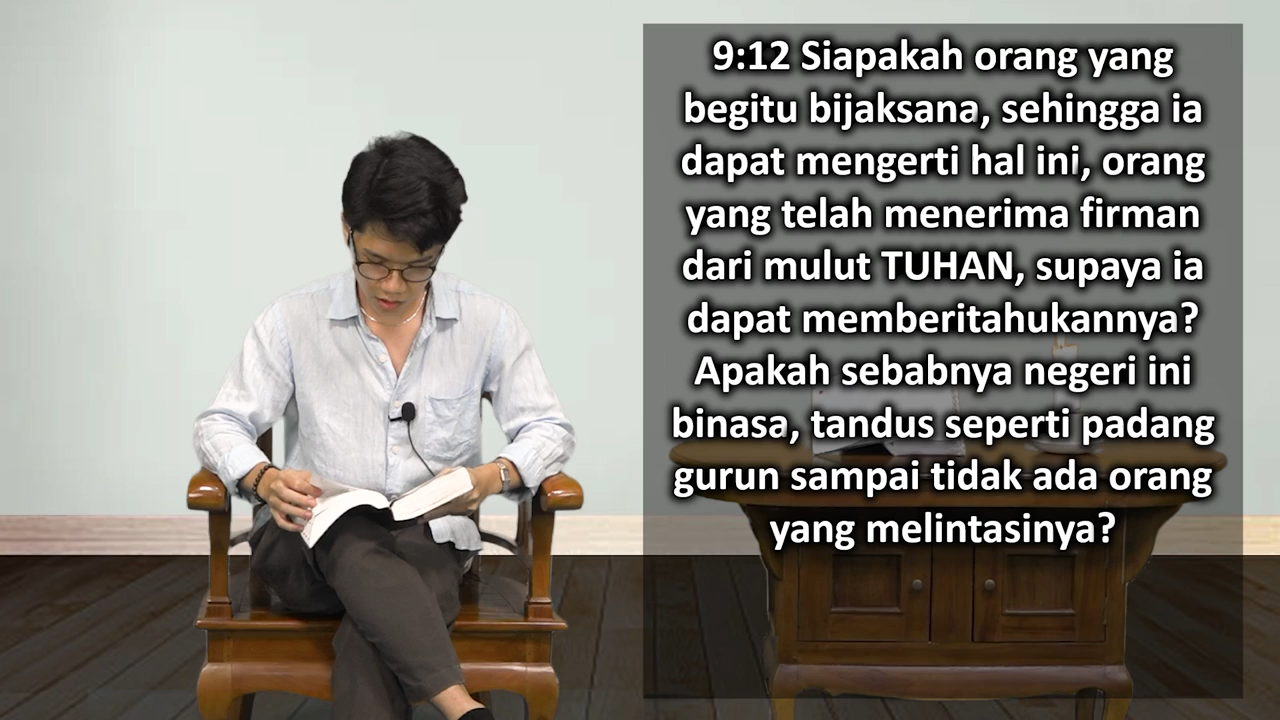 9:12 Siapakah orang yang
begitu bijaksana, sehingga ia
dapat mengerti hal ini, orang
yang telah menerima firman
dari mulut TUHAN, supaya ia
dapat memberitahukannya?
Apakah sebabnya negeri ini
binasa, tandus seperti padang
gurun sampai tidak ada orang
yang melintasinya?